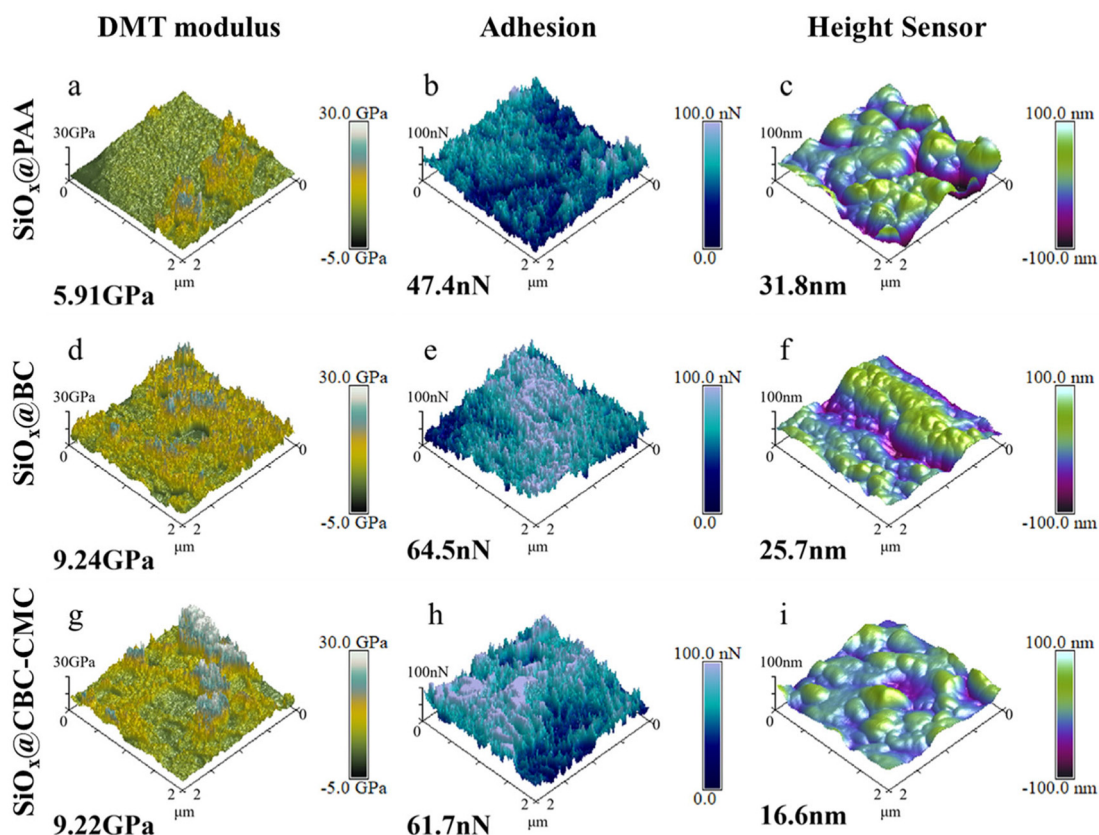 DMT modulus
Adhesion
Height Sensor
SiOₓ@PAA
a
30GPa
0
0
2
2
μm
30.0 GPa
-5.0 GPa
5.91GPa
b
100nN
0
0
2
2
μm
100.0 nN
0.0
47.4nN
c
100nm
0
0
2
2
μm
100.0 nm
-100.0 nm
31.8nm
SiOₓ@BC
d
30GPa
0
0
2
2
μm
30.0 GPa
-5.0 GPa
9.24GPa
e
100nN
0
0
2
2
μm
100.0 nN
0.0
64.5nN
f
100nm
0
0
2
2
μm
100.0 nm
-100.0 nm
25.7nm
SiOₓ@CBC-CMC
g
30GPa
0
0
2
2
μm
30.0 GPa
-5.0 GPa
9.22GPa
h
100nN
0
0
2
2
μm
100.0 nN
0.0
61.7nN
i
100nm
0
0
2
2
μm
100.0 nm
-100.0 nm
16.6nm